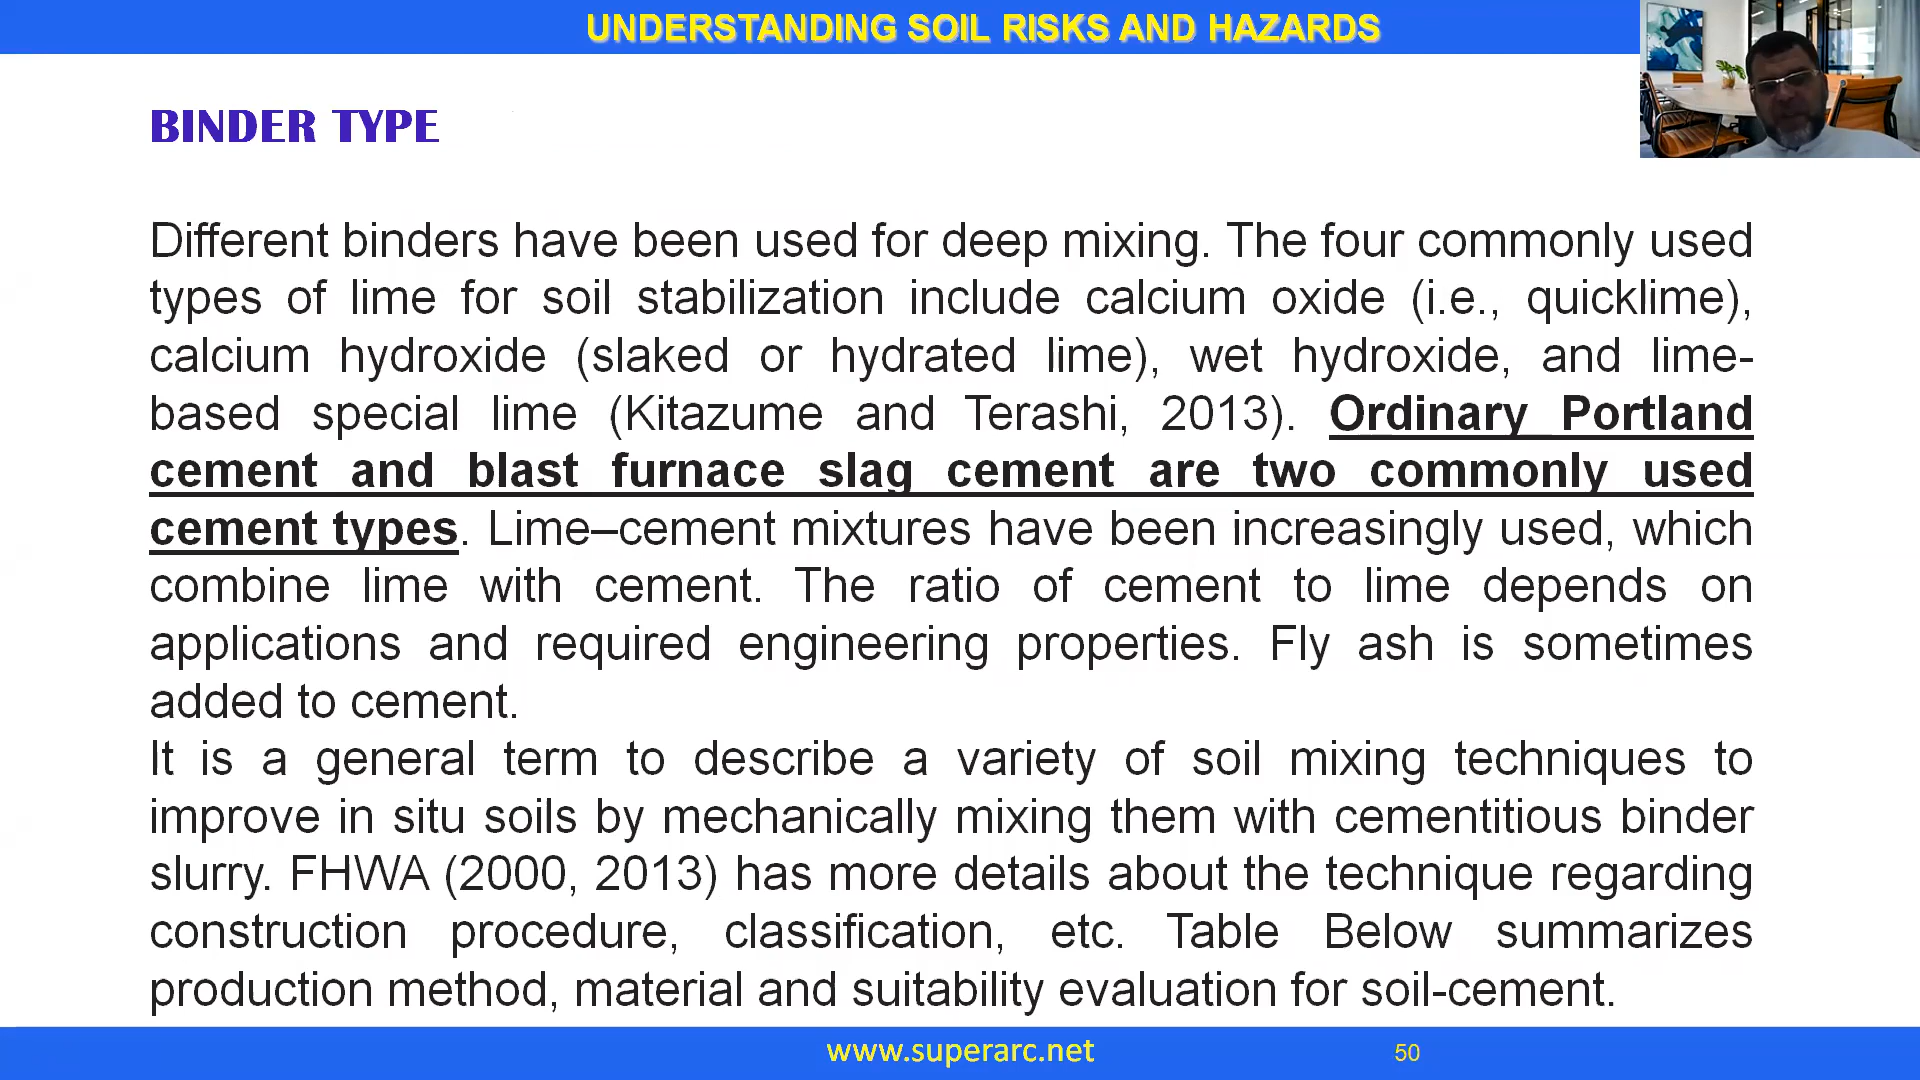 UNDERSTANDING SOIL RISKS AND HAZARDS
BINDER TYPE
Different binders have been used for deep mixing. The four commonly used
types of lime for soil stabilization include calcium oxide (i.e., quicklime),
calcium hydroxide (slaked or hydrated lime), wet hydroxide, and lime-
based special lime (Kitazume and Terashi, 2013). Ordinary Portland
cement and blast furnace slag cement are two commonly used
cement types. Lime–cement mixtures have been increasingly used, which
combine lime with cement. The ratio of cement to lime depends on
applications and required engineering properties. Fly ash is sometimes
added to cement.
It is a general term to describe a variety of soil mixing techniques to
improve in situ soils by mechanically mixing them with cementitious binder
slurry. FHWA (2000, 2013) has more details about the technique regarding
construction procedure, classification, etc. Table Below summarizes
production method, material and suitability evaluation for soil-cement.
www.superarc.net
50